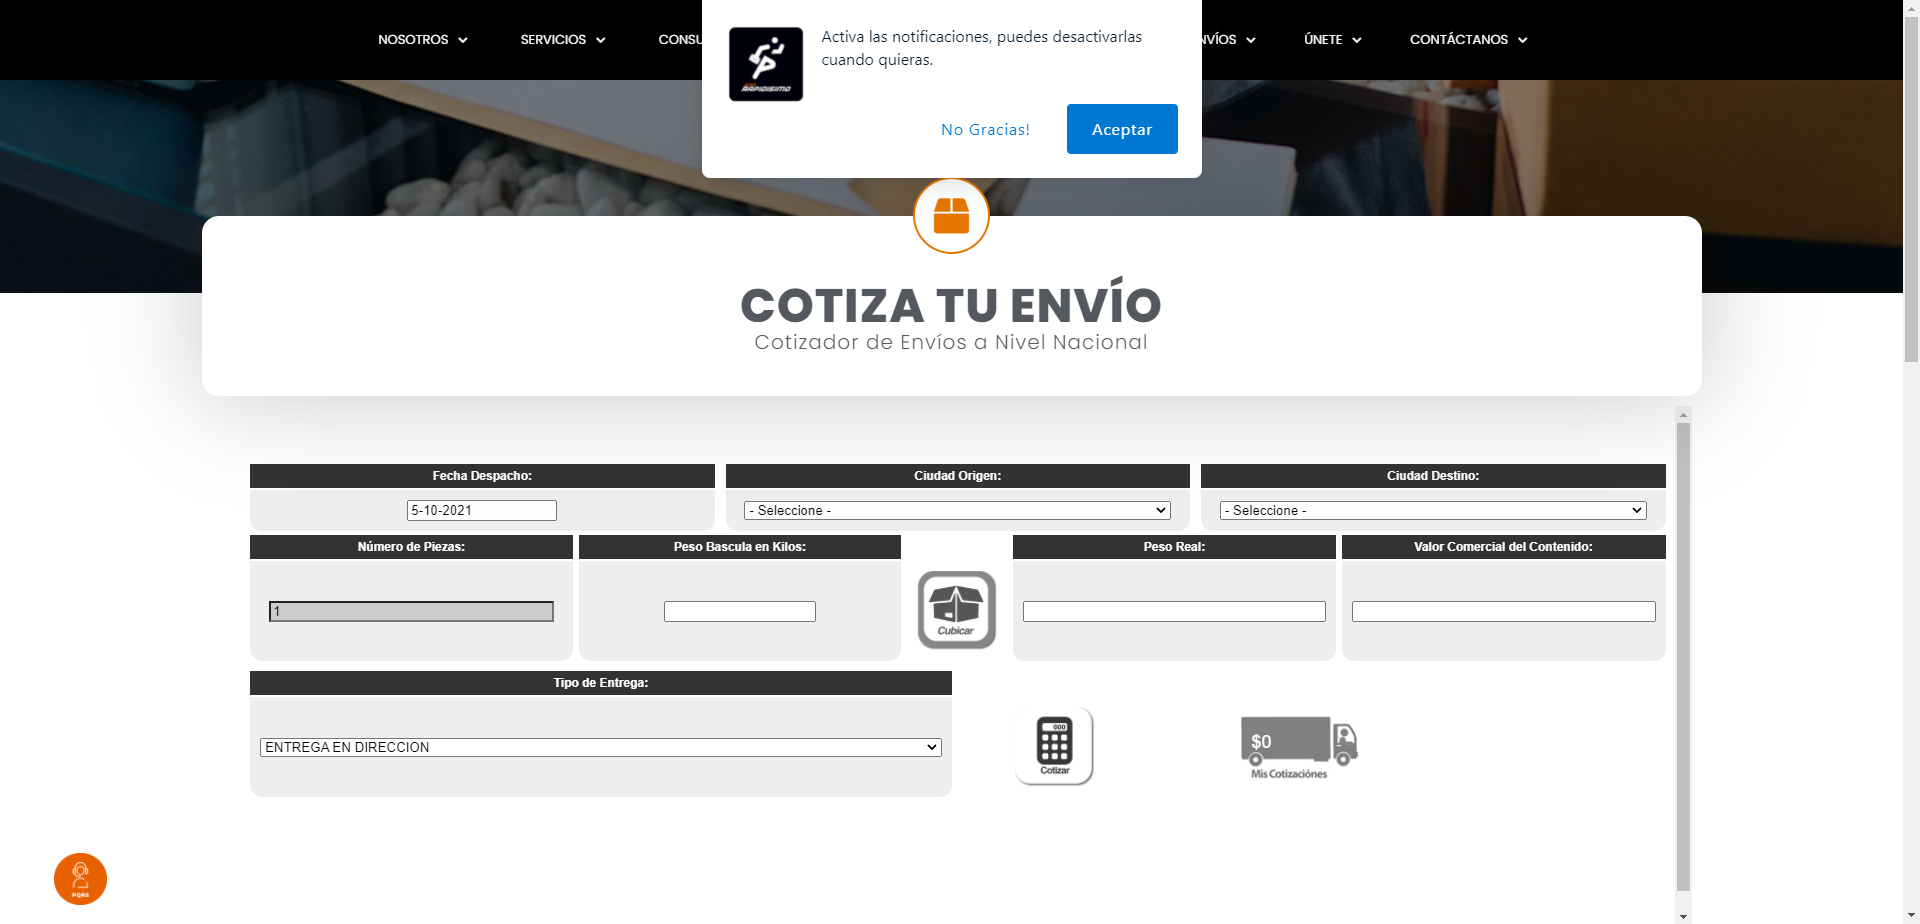 NOSOTROS
SERVICIOS
CONSU
NVÍOS
ÚNETE
CONTÁCTANOS
RAPIDISIMO
Activa las notificaciones, puedes desactivarlas
cuando quieras.
No Gracias!
Aceptar
COTIZA TU ENVÍO
Cotizador de Envíos a Nivel Nacional
Fecha Despacho:
Ciudad Origen:
Ciudad Destino:
5-10-2021
- Seleccione -
- Seleccione -
Número de Piezas:
Peso Bascula en Kilos:
Peso Real:
Valor Comercial del Contenido:
1
Cubicar
Tipo de Entrega:
ENTREGA EN DIRECCION
000
Cotizar
$0
Mis Cotizaciónes
PQRS